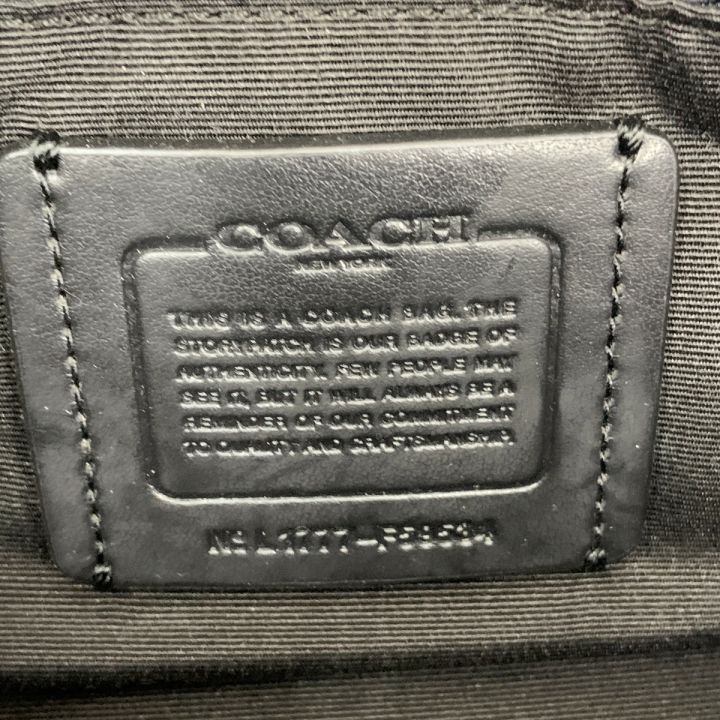 COACH
NEW YORK
THIS IS A COACH BAG. THE
STORYPATCH IS OUR BADGE OF
AUTHENTICITY. FEW PEOPLE MAY
SEE IT, BUT IT WILL ALWAYS BE A
REMINDER OF OUR COMMITMENT
TO QUALITY AND CRAFTSMANSHIP.
Nº